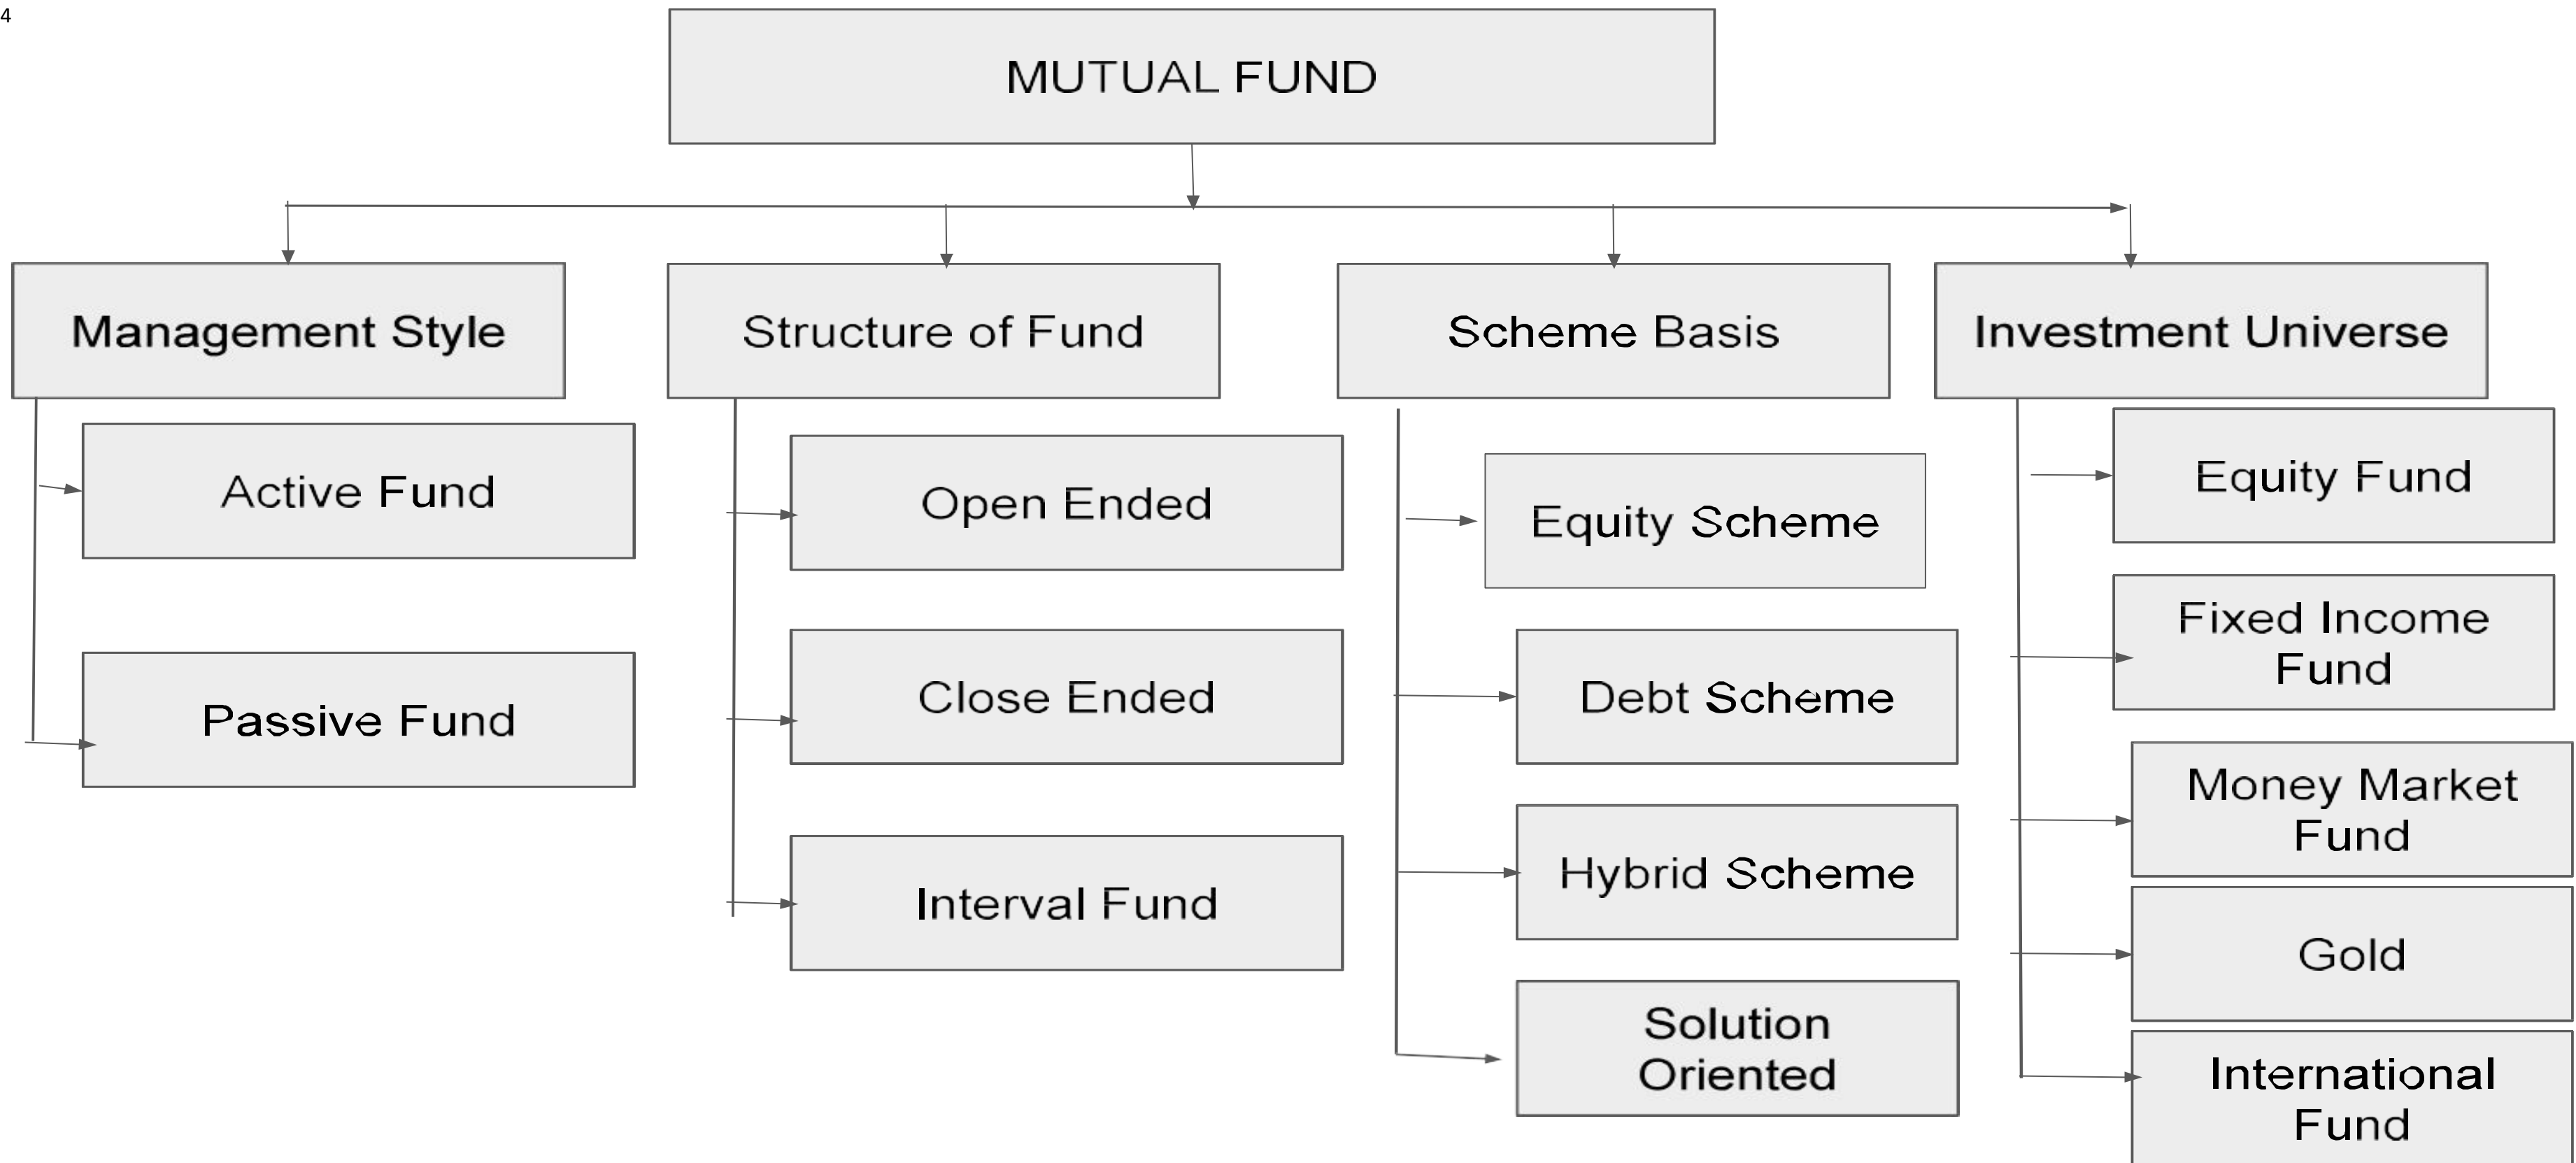 4
MUTUAL FUND
Management Style
Structure of Fund
Scheme Basis
Investment Universe
Active Fund
Passive Fund
Open Ended
Close Ended
Interval Fund
Equity Scheme
Debt Scheme
Hybrid Scheme
Solution
Oriented
Equity Fund
Fixed Income
Fund
Money Market
Fund
Gold
International
Fund